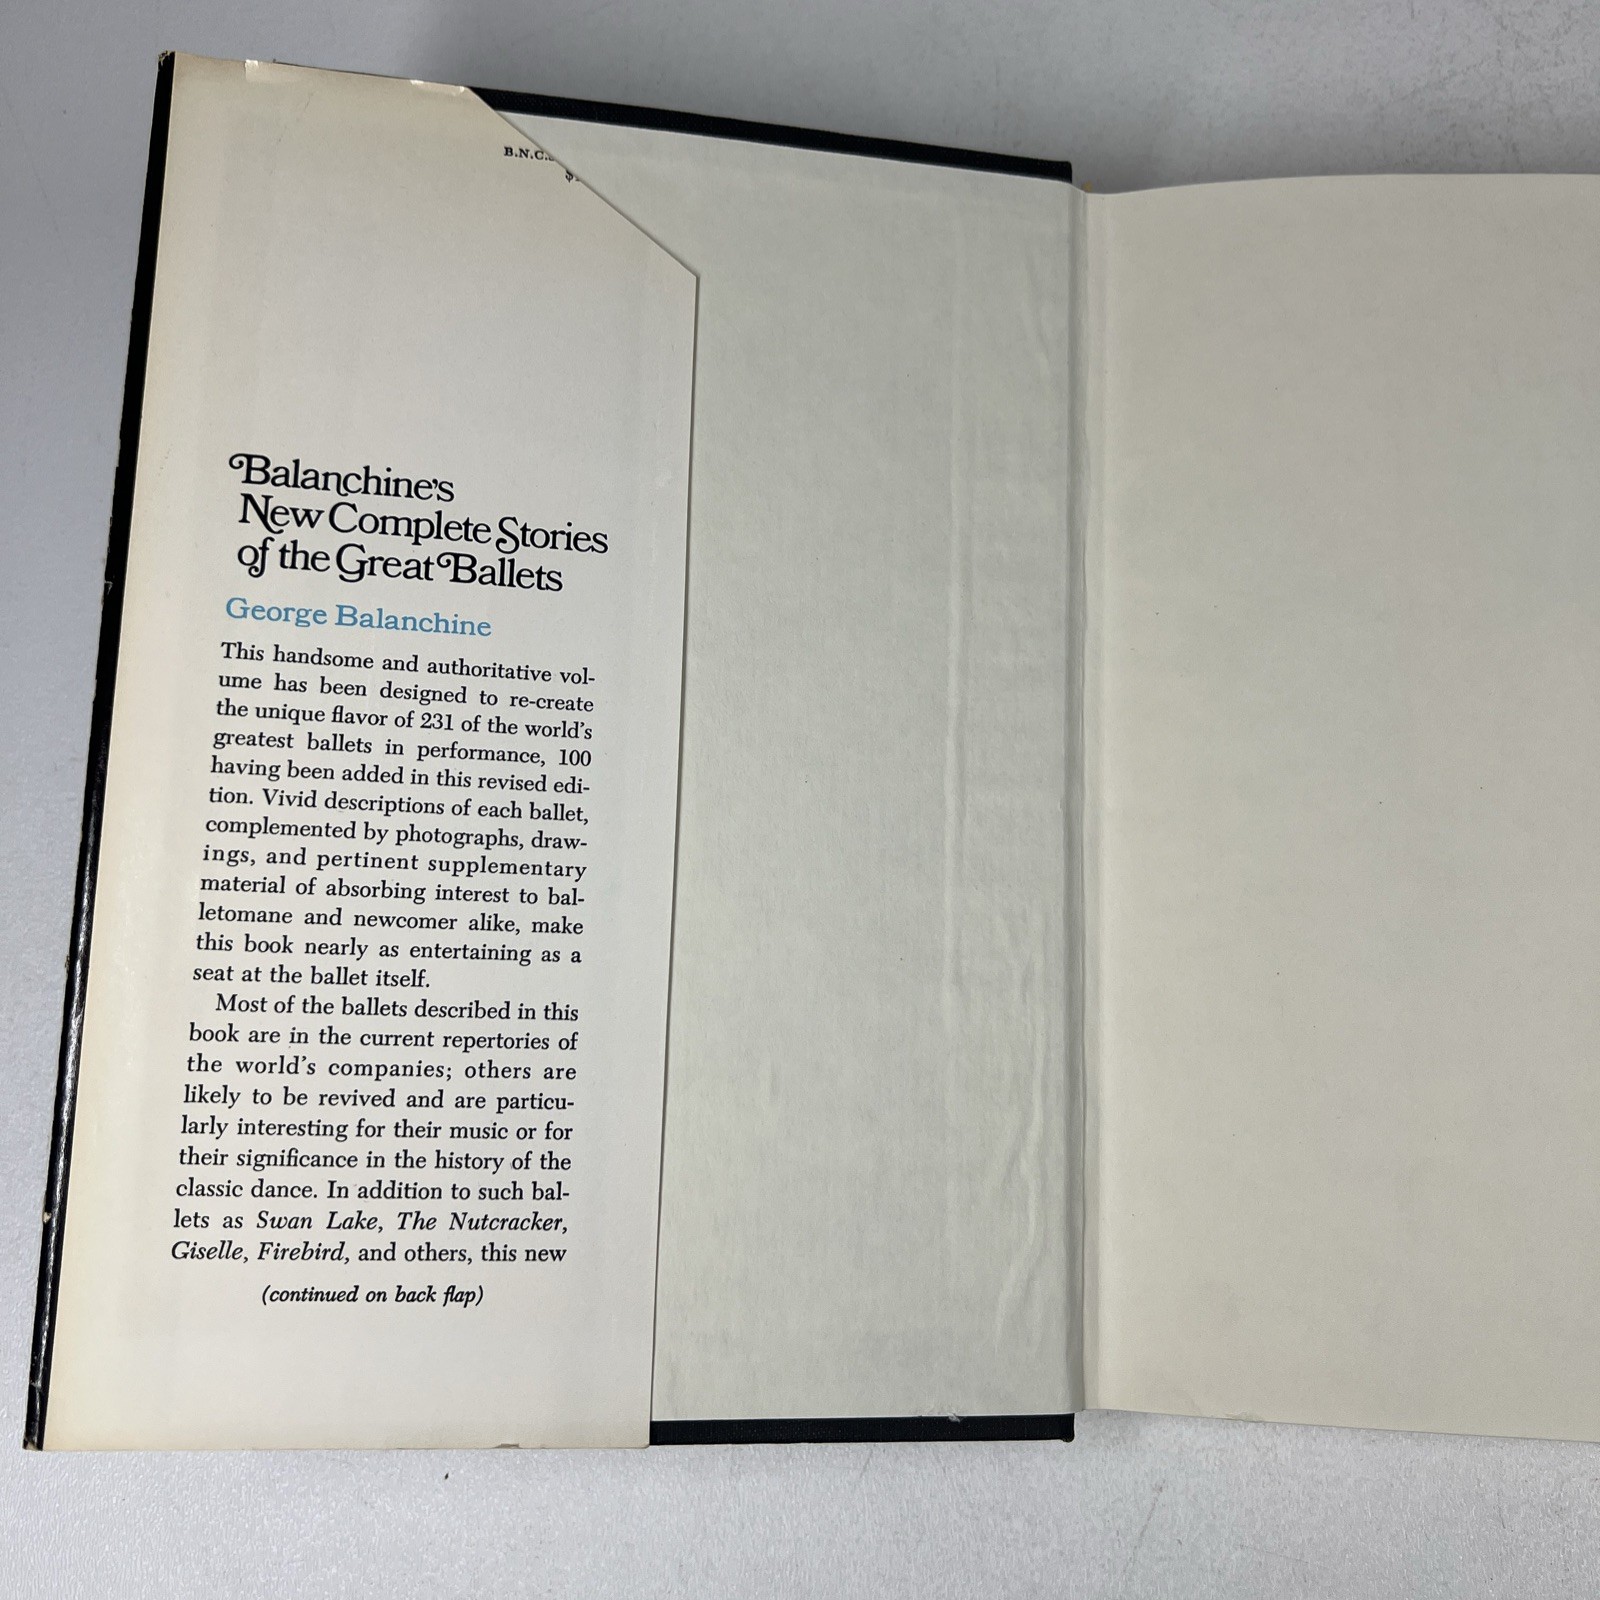 B.N.C.
$
Balanchine's
New Complete Stories
of the Great Ballets
George Balanchine
This handsome and authoritative vol-
ume has been designed to re-create
the unique flavor of 231 of the world's
greatest ballets in performance, 100
having been added in this revised edi-
tion. Vivid descriptions of each ballet,
complemented by photographs, draw-
ings, and pertinent supplementary
material of absorbing interest to bal-
letomane and newcomer alike, make
this book nearly as entertaining as a
seat at the ballet itself.
Most of the ballets described in this
book are in the current repertories of
the world's companies; others are
likely to be revived and are particu-
larly interesting for their music or for
their significance in the history of the
classic dance. In addition to such bal-
lets as Swan Lake, The Nutcracker,
Giselle, Firebird, and others, this new
(continued on back flap)